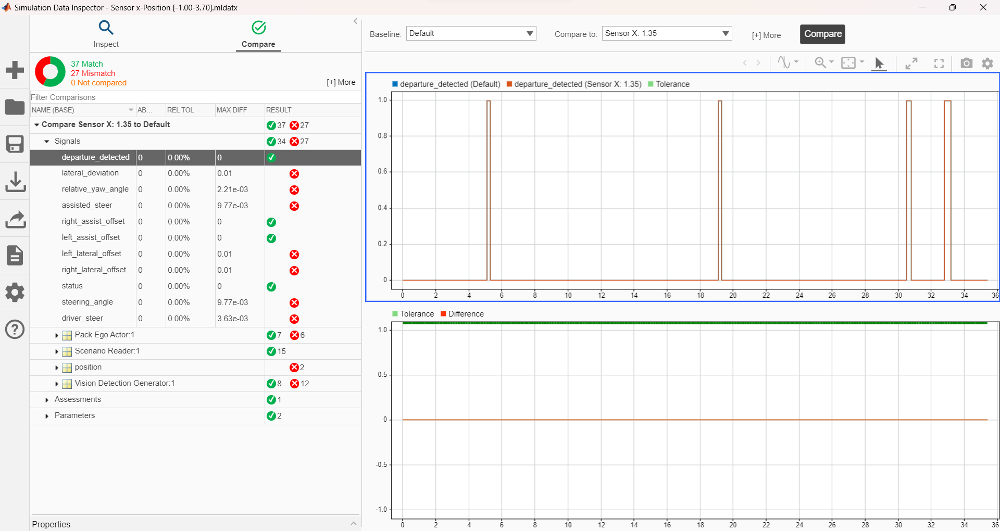 Simulation Data Inspector - Sensor x-Position [-1.00-3.70].mldatx
Inspect
Compare
37 Match
27 Mismatch
0 Not compared
[+] More
Filter Comparisons
NAME (BASE) AB... REL TOL MAX DIFF RESULT
Compare Sensor X: 1.35 to Default 37 27
Signals 34 27
departure_detected 0 0.00% 0
lateral_deviation 0 0.00% 0.01
relative_yaw_angle 0 0.00% 2.21e-03
assisted_steer 0 0.00% 9.77e-03
right_assist_offset 0 0.00% 0
left_assist_offset 0 0.00% 0
left_lateral_offset 0 0.00% 0.01
right_lateral_offset 0 0.00% 0.01
status 0 0.00% 0
steering_angle 0 0.00% 9.77e-03
driver_steer 0 0.00% 3.63e-03
Pack Ego Actor:1 7 6
Scenario Reader:1 15
position 2
Vision Detection Generator:1 8 12
Assessments 1
Parameters 2
Properties
Baseline: Default Compare to: Sensor X: 1.35 [+] More Compare
departure_detected (Default) departure_detected (Sensor X: 1.35) Tolerance
1.0
0.8
0.6
0.4
0.2
0
0 2 4 6 8 10 12 14 16 18 20 22 24 26 28 30 32 34 36
Tolerance Difference
1.0
0.5
0
-0.5
-1.0
0 2 4 6 8 10 12 14 16 18 20 22 24 26 28 30 32 34 36